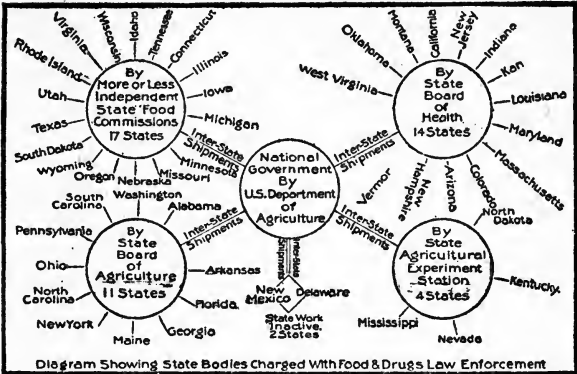 Virginia
Wisconsin
Idaho
Tennessee
Connecticut
Rhode Island
Illinois
Utah
Iowa
Texas
Michigan
South Dakota
Minnesota
Wyoming
Missouri
Oregon
Nebraska
By
More or Less
Independent
State Food
Commissions
17 States
Inter-State
Shipments
Oklahoma
Montana
California
New
Jersey
Indiana
West Virginia
Kan
Louisiana
Maryland
Massachusetts
Colorado
Arizona
New
Hampshire
Vermor
By
State
Board
of
Health
14 States
Inter-State
Shipments
National
Government
By
U.S. Department
of
Agriculture
Washington
South
Carolina
Alabama
Pennsylvania
Ohio
Arkansas
North
Carolina
Florida
New York
Georgia
Maine
By
State
Board
of
Agriculture
11 States
Inter-State
Shipments
Inter-State
Shipments
New
Mexico
Delaware
State Work
Inactive,
2 States
Inter-State
Shipments
North
Dakota
By
State
Agricultural
Experiment
Station
4 States
Kentucky.
Mississippi
Nevada
Diagram Showing State Bodies Charged With Food & Drugs Law Enforcement